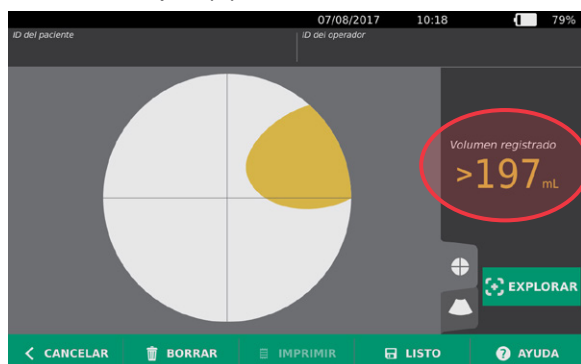 07/08/2017 10:18 79%
ID del paciente
ID del operador
Volumen registrado
>197 mL
EXPLORAR
CANCELAR
BORRAR
IMPRIMIR
LISTO
AYUDA